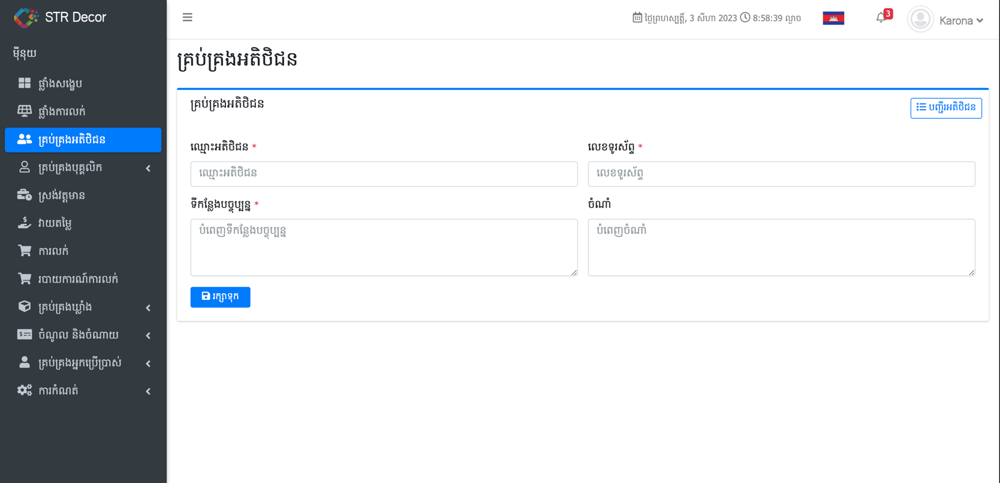 STR Decor
ថ្ងៃព្រហស្បត្តិ៍, 3 សីហា 2023 8:58:39 ល្ងាច
3
Karona
ម៉ីនុយ
ផ្លាំងសង្ខេប
ផ្លាំងការលក់
គ្រប់គ្រងអតិថិជន
គ្រប់គ្រងបុគ្គលិក
ស្រង់វត្តមាន
វាយតម្លៃ
ការលក់
របាយការណ៍ការលក់
គ្រប់គ្រងឃ្លាំង
ចំណូល និងចំណាយ
គ្រប់គ្រងអ្នកប្រើប្រាស់
ការកំណត់
គ្រប់គ្រងអតិថិជន
គ្រប់គ្រងអតិថិជន
បញ្ជីរអតិថិជន
ឈ្មោះអតិថិជន *
ឈ្មោះអតិថិជន
លេខទូរស័ព្ទ *
លេខទូរស័ព្ទ
ទីកន្លែងបច្ចុប្បន្ន *
បំពេញទីកន្លែងបច្ចុប្បន្ន
ចំណាំ
បំពេញចំណាំ
រក្សាទុក